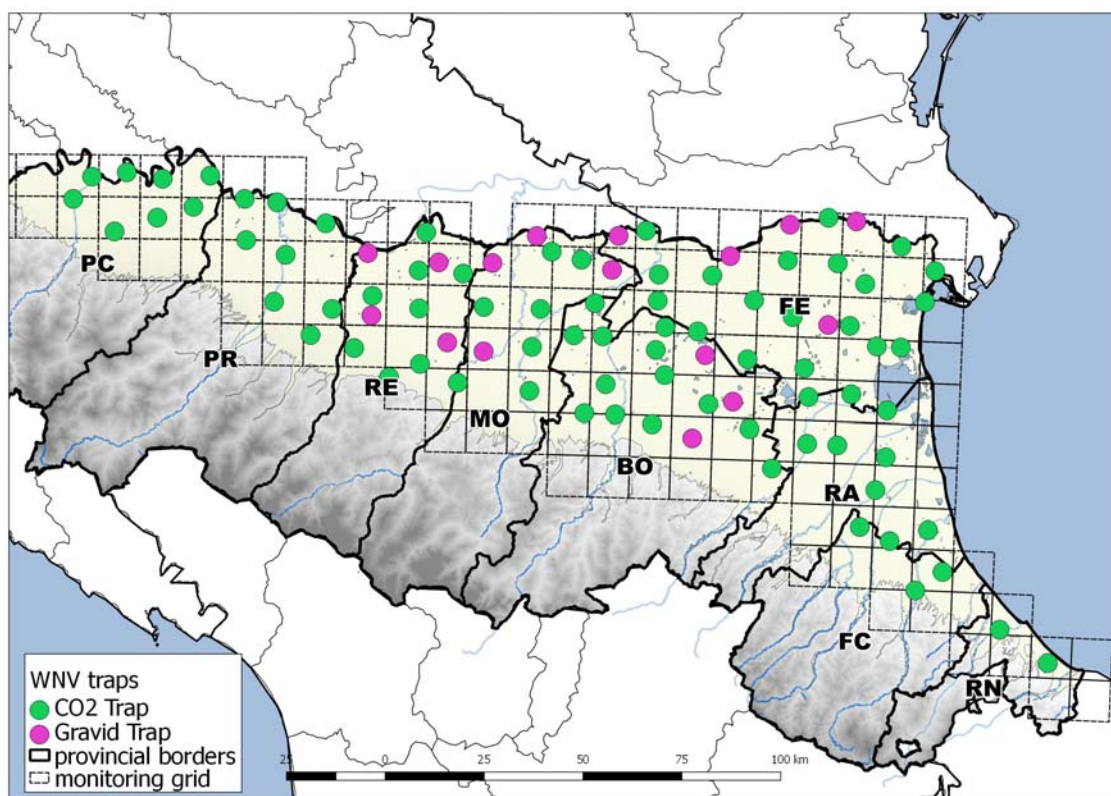 PC
FE
PR
RE
MO
BO
RA
FC
RN
WNV traps
CO2 Trap
Gravid Trap
provincial borders
monitoring grid
25 0 25 50 75 100 km